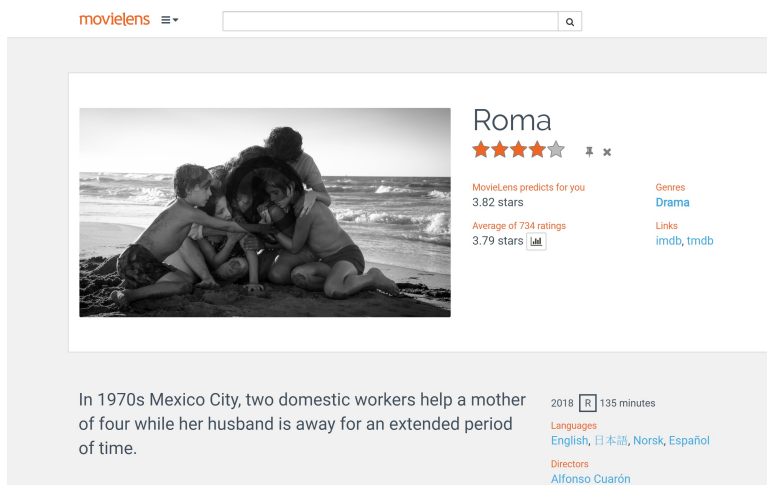 movielens
Roma
MovieLens predicts for you
3.82 stars
Genres
Drama
Average of 734 ratings
3.79 stars
Links
imdb, tmdb
In 1970s Mexico City, two domestic workers help a mother
of four while her husband is away for an extended period
of time.
2018 R 135 minutes
Languages
English, 日本語, Norsk, Español
Directors
Alfonso Cuarón